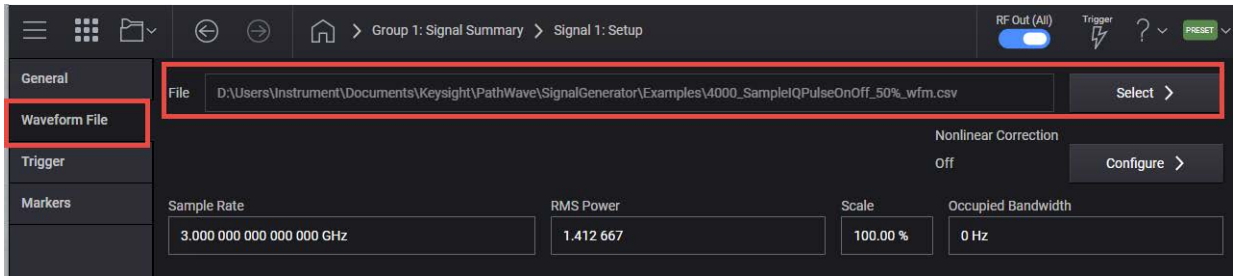 Group 1: Signal Summary > Signal 1: Setup
RF Out (All)
Trigger
PRESET
General
Waveform File
Trigger
Markers
File D:\Users\Instrument\Documents\Keysight\PathWave\SignalGenerator\Examples\4000_SampleIQPulseOnOff_50%_wfm.csv Select >
Nonlinear Correction
Off Configure >
Sample Rate RMS Power Scale Occupied Bandwidth
3.000 000 000 000 000 GHz 1.412 667 100.00 % 0 Hz